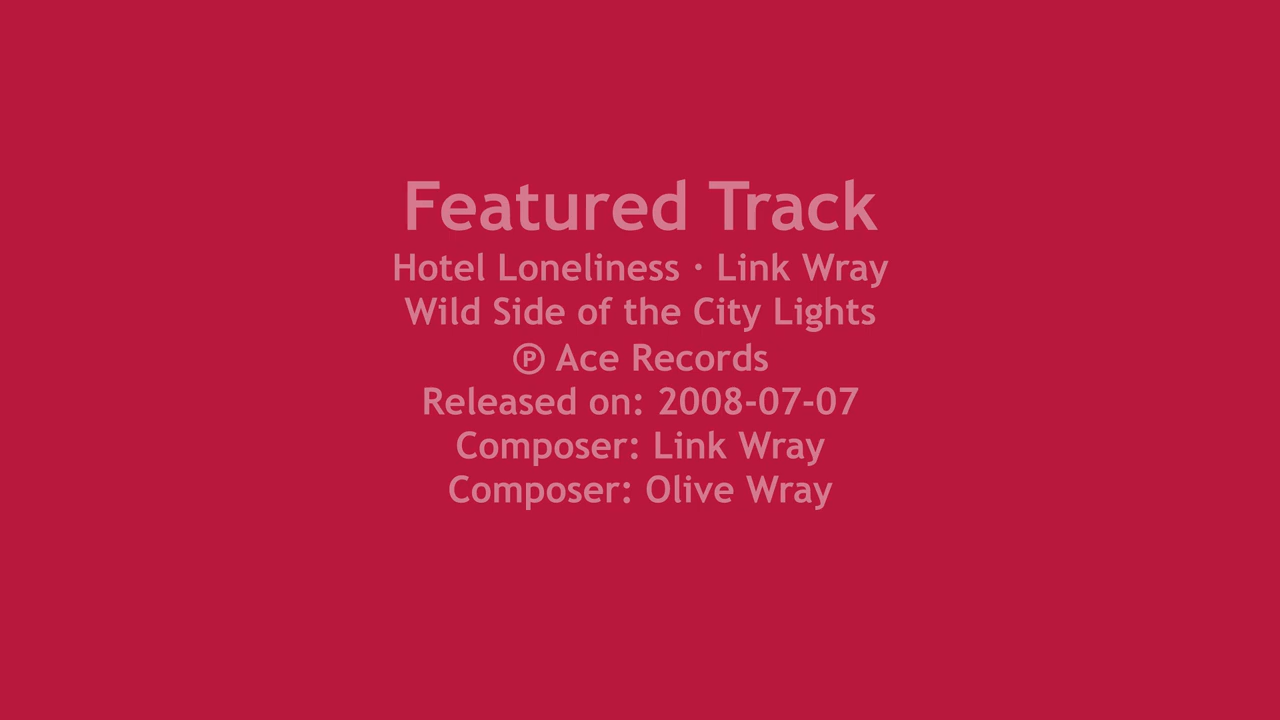 Featured Track
Hotel Loneliness · Link Wray
Wild Side of the City Lights
℗ Ace Records
Released on: 2008-07-07
Composer: Link Wray
Composer: Olive Wray